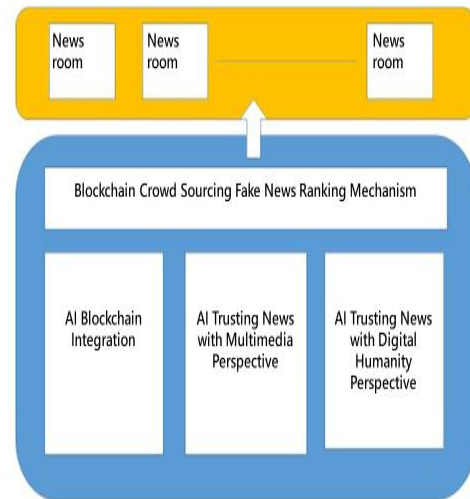 News
room
News
room
News
room
Blockchain Crowd Sourcing Fake News Ranking Mechanism
AI Blockchain
Integration
AI Trusting News
with Multimedia
Perspective
AI Trusting News
with Digital
Humanity
Perspective